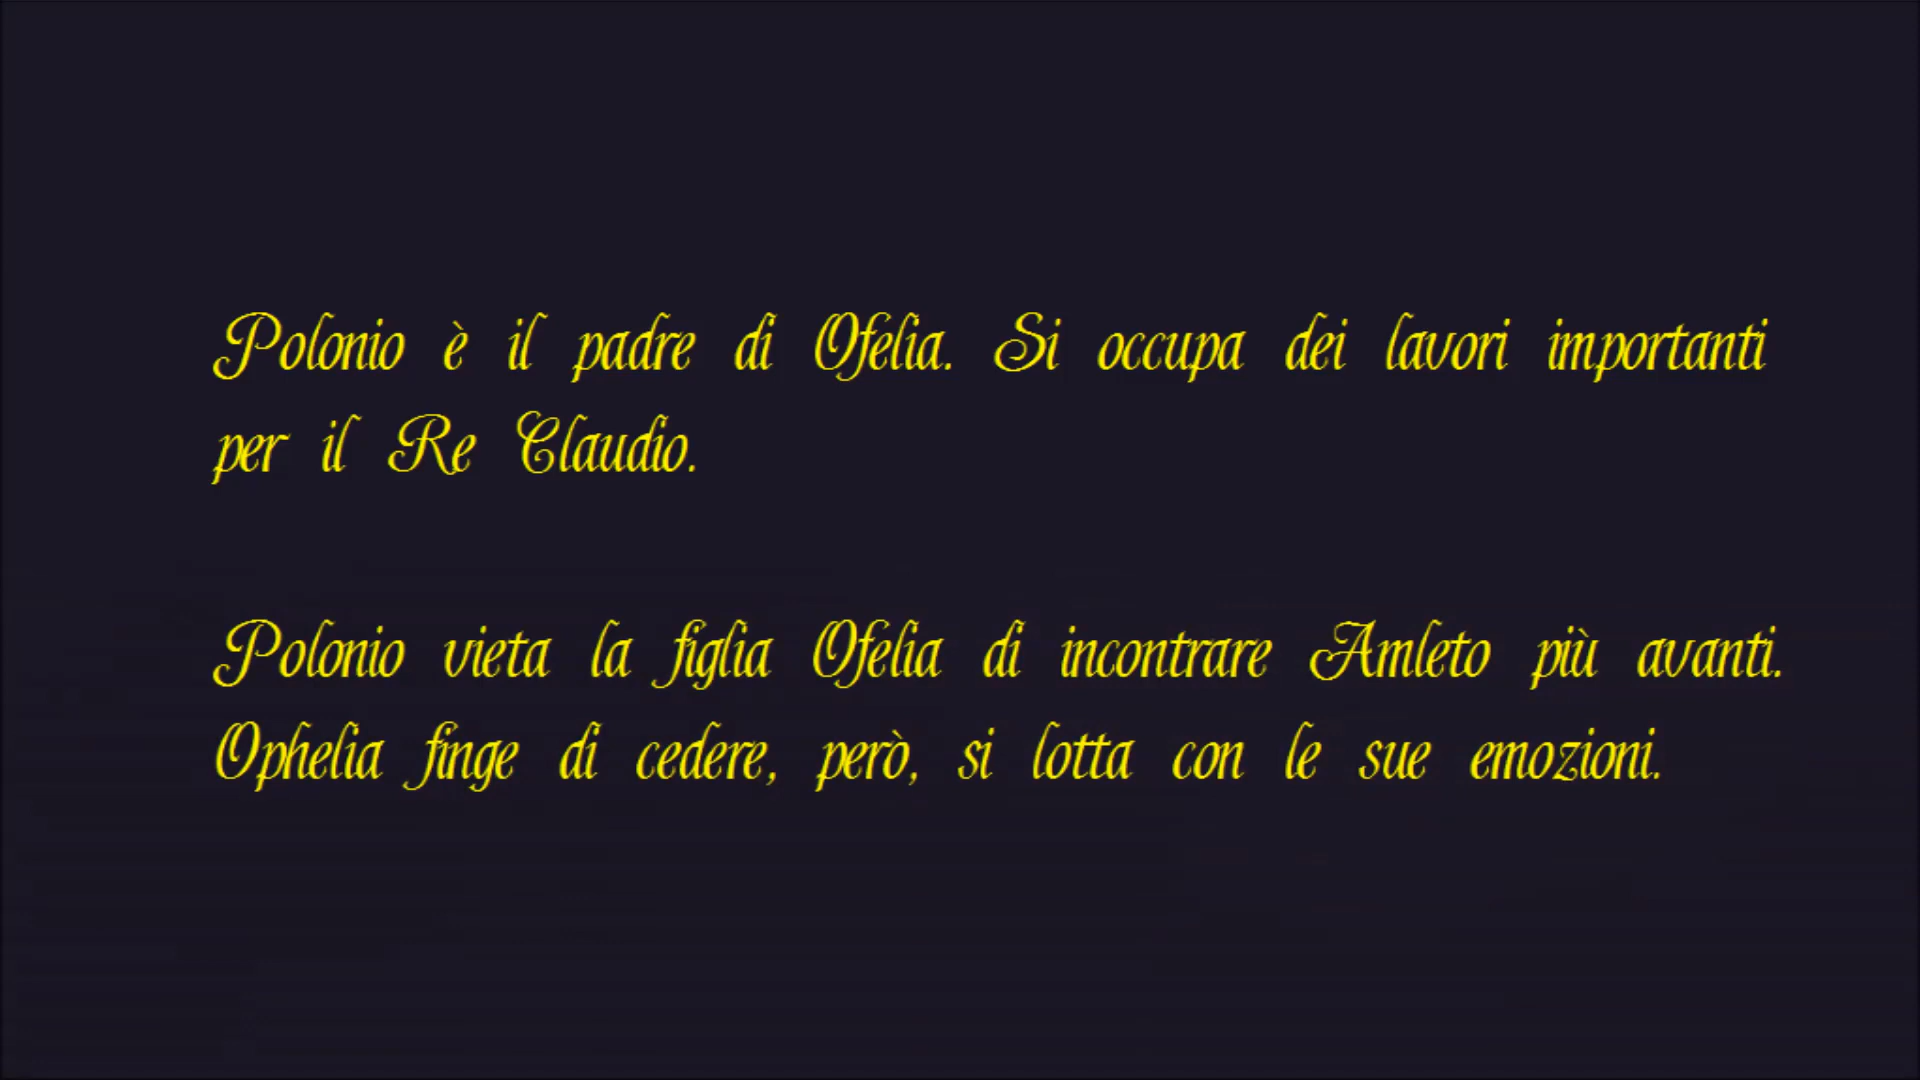 Polonio è il padre di Ofelia. Si occupa dei lavori importanti
per il Re Claudio.
Polonio vieta la figlia Ofelia di incontrare Amleto più avanti.
Ophelia finge di cedere, però, si lotta con le sue emozioni.